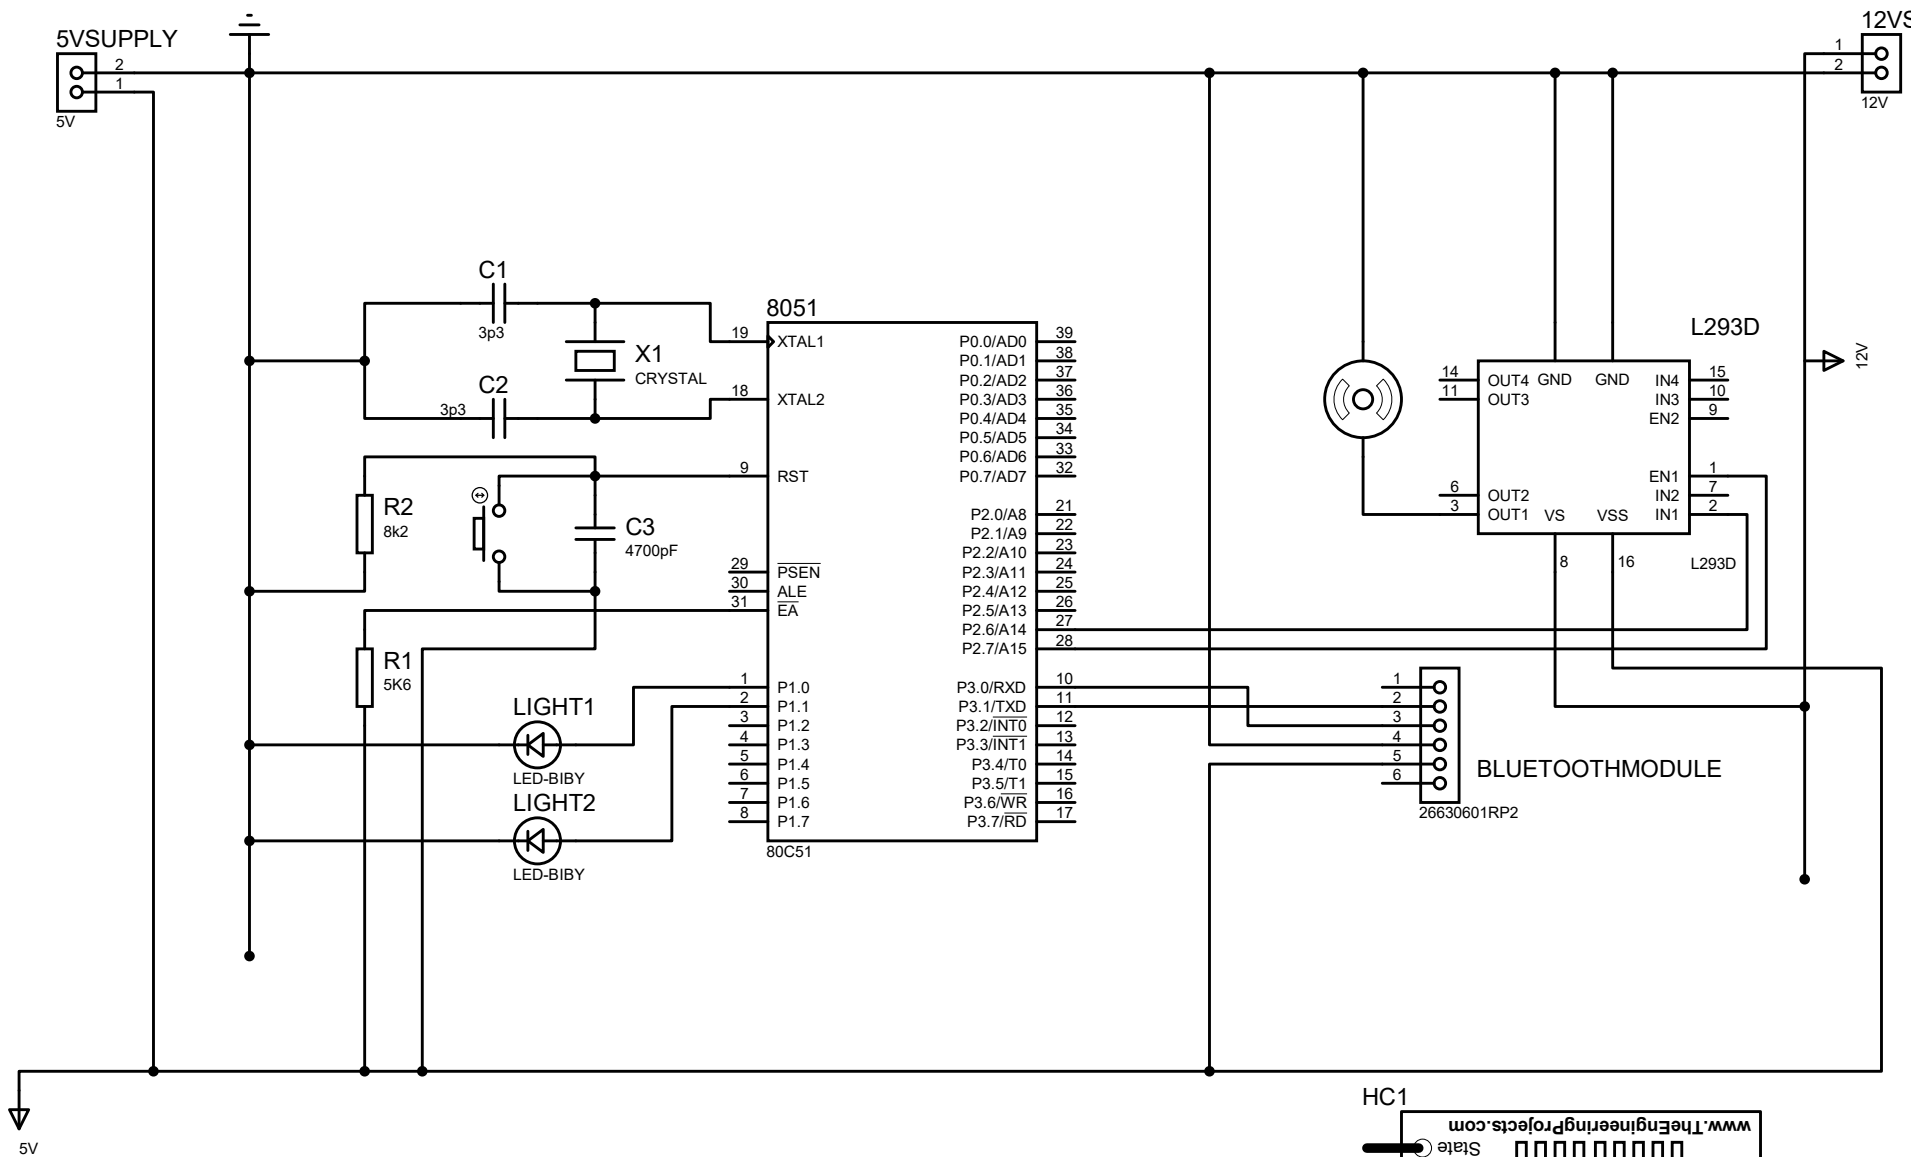 5VSUPPLY
2
1
5V
12VS
1
2
12V
C1
3p3
X1
CRYSTAL
C2
3p3
R2
8k2
C3
4700pF
R1
5K6
LIGHT1
LED-BIBY
LIGHT2
LED-BIBY
8051
19 XTAL1
18 XTAL2
9 RST
29 PSEN
30 ALE
31 EA
1 P1.0
2 P1.1
3 P1.2
4 P1.3
5 P1.4
6 P1.5
7 P1.6
8 P1.7
P0.0/AD0 39
P0.1/AD1 38
P0.2/AD2 37
P0.3/AD3 36
P0.4/AD4 35
P0.5/AD5 34
P0.6/AD6 33
P0.7/AD7 32
P2.0/A8 21
P2.1/A9 22
P2.2/A10 23
P2.3/A11 24
P2.4/A12 25
P2.5/A13 26
P2.6/A14 27
P2.7/A15 28
P3.0/RXD 10
P3.1/TXD 11
P3.2/INT0 12
P3.3/INT1 13
P3.4/T0 14
P3.5/T1 15
P3.6/WR 16
P3.7/RD 17
80C51
L293D
14 OUT4 GND GND IN4 15
11 OUT3 IN3 10
EN2 9
EN1 1
6 OUT2 IN2 7
3 OUT1 VS VSS IN1 2
8 16
L293D
12V
1
2
3
4
5
6
BLUETOOTHMODULE
26630601RP2
5V
HC1
www.TheEngineeringProjects.com
State